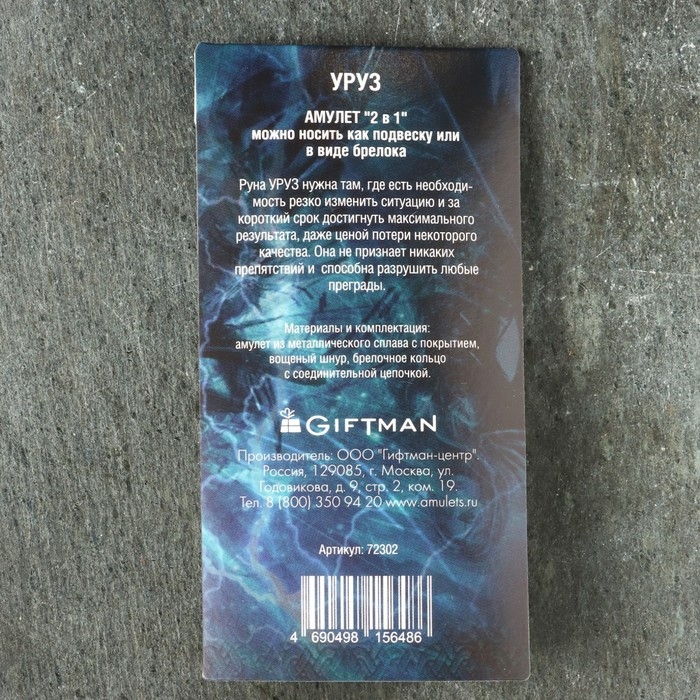 УРУЗ
АМУЛЕТ "2 в 1"
можно носить как подвеску или
в виде брелока
Руна УРУЗ нужна там, где есть необходи-
мость резко изменить ситуацию и за
короткий срок достигнуть максимального
результата, даже ценой потери некоторого
качества. Она не признает никаких
препятствий и способна разрушить любые
преграды.
Материалы и комплектация:
амулет из металлического сплава с покрытием,
вощеный шнур, брелочное кольцо
с соединительной цепочкой.
GIFTMAN
Производитель: ООО "Гифтман-центр".
Россия, 129085, г. Москва, ул.
Годовикова, д. 9, стр. 2, ком. 19.
Тел. 8 (800) 350 94 20 www.amulets.ru
Артикул: 72302
4 690498 156486